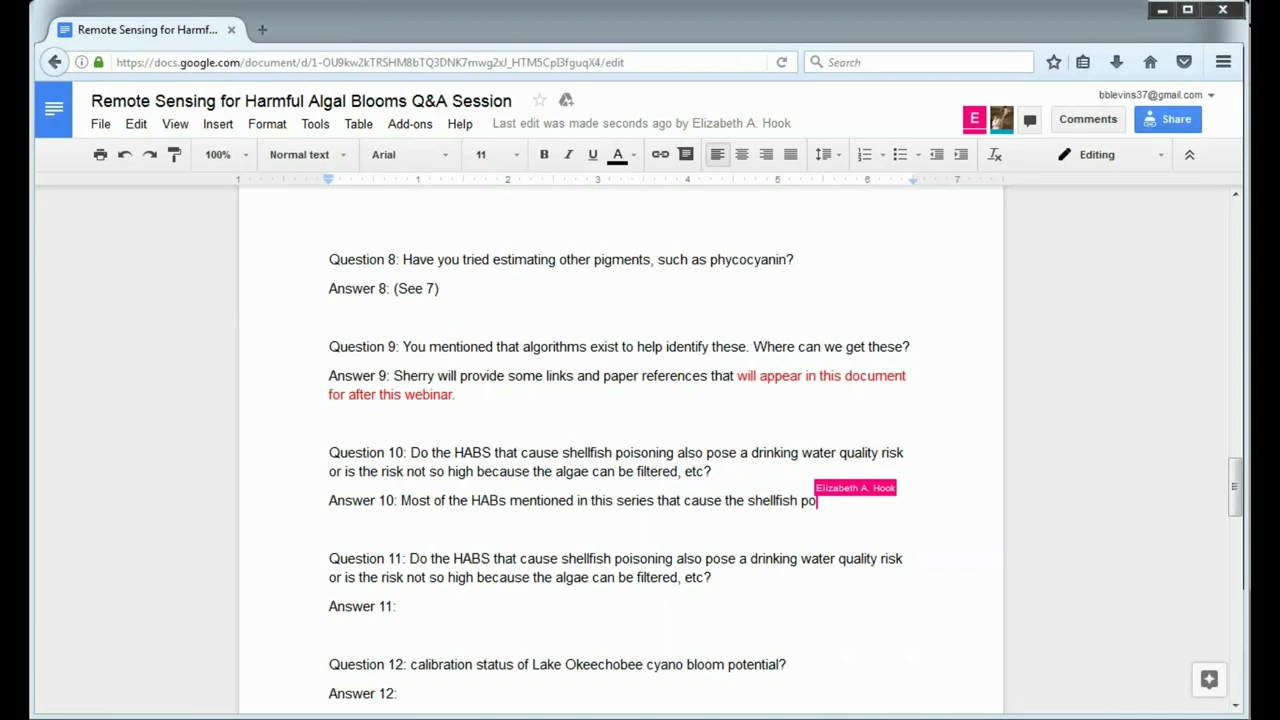 Remote Sensing for Harmf...
https://docs.google.com/document/d/1-OU9kw2kTRSHM8bTQ3DNK7mwg2xJ_HTM5CpI3fguqX4/edit
Search
bblevins37@gmail.com
Remote Sensing for Harmful Algal Blooms Q&A Session
File Edit View Insert Format Tools Table Add-ons Help Last edit was made seconds ago by Elizabeth A. Hook
E
Comments
Share
100% Normal text Arial 11 B I U A Editing
1 1 2 3 4 5 6 7
Question 8: Have you tried estimating other pigments, such as phycocyanin?
Answer 8: (See 7)
Question 9: You mentioned that algorithms exist to help identify these. Where can we get these?
Answer 9: Sherry will provide some links and paper references that will appear in this document
for after this webinar.
Question 10: Do the HABS that cause shellfish poisoning also pose a drinking water quality risk
or is the risk not so high because the algae can be filtered, etc?
Elizabeth A. Hook
Answer 10: Most of the HABs mentioned in this series that cause the shellfish po
Question 11: Do the HABS that cause shellfish poisoning also pose a drinking water quality risk
or is the risk not so high because the algae can be filtered, etc?
Answer 11:
Question 12: calibration status of Lake Okeechobee cyano bloom potential?
Answer 12: